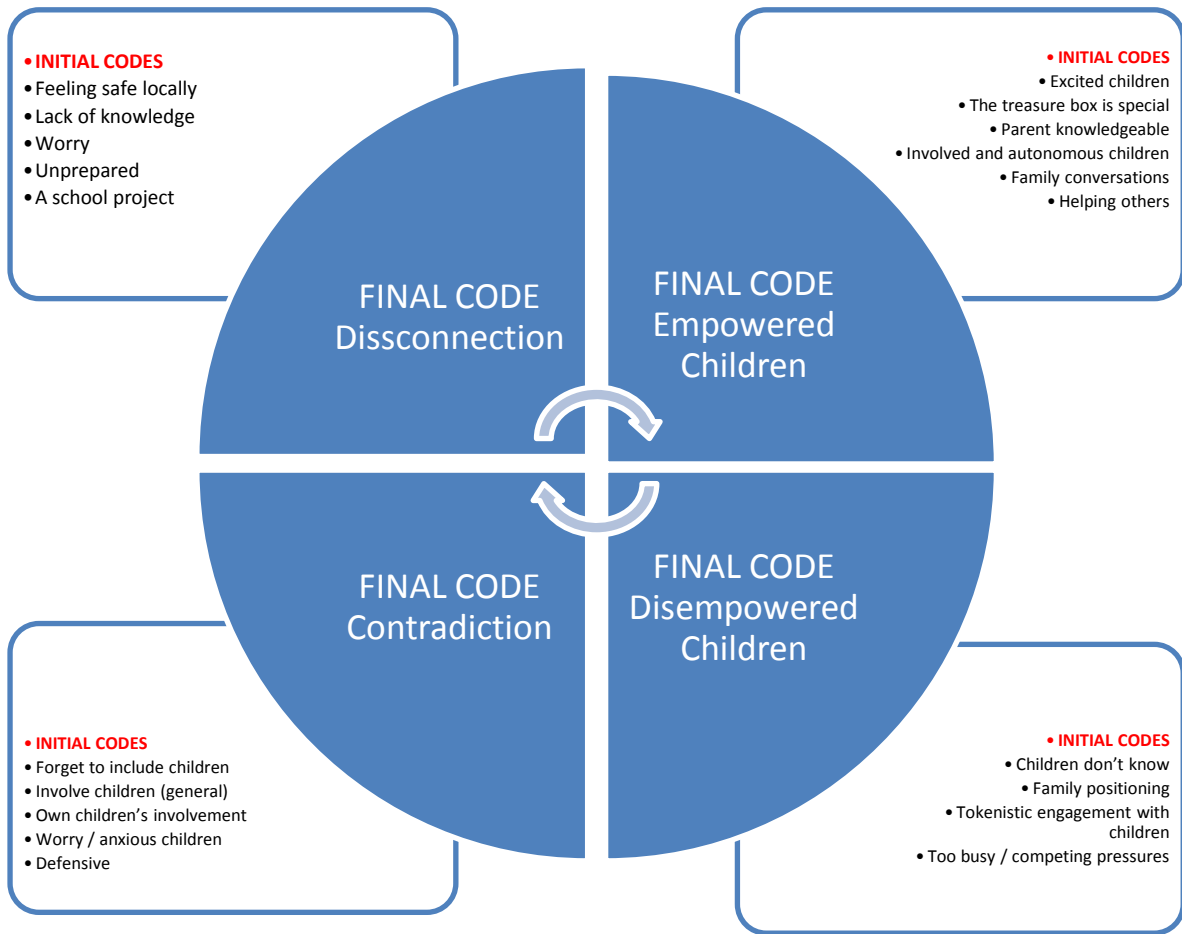 • INITIAL CODES
• Feeling safe locally
• Lack of knowledge
• Worry
• Unprepared
• A school project
• INITIAL CODES
• Excited children
• The treasure box is special
• Parent knowledgeable
• Involved and autonomous children
• Family conversations
• Helping others
FINAL CODE
Dissconnection
FINAL CODE
Empowered
Children
FINAL CODE
Contradiction
FINAL CODE
Disempowered
Children
• INITIAL CODES
• Forget to include children
• Involve children (general)
• Own children’s involvement
• Worry / anxious children
• Defensive
• INITIAL CODES
• Children don’t know
• Family positioning
• Tokenistic engagement with
children
• Too busy / competing pressures